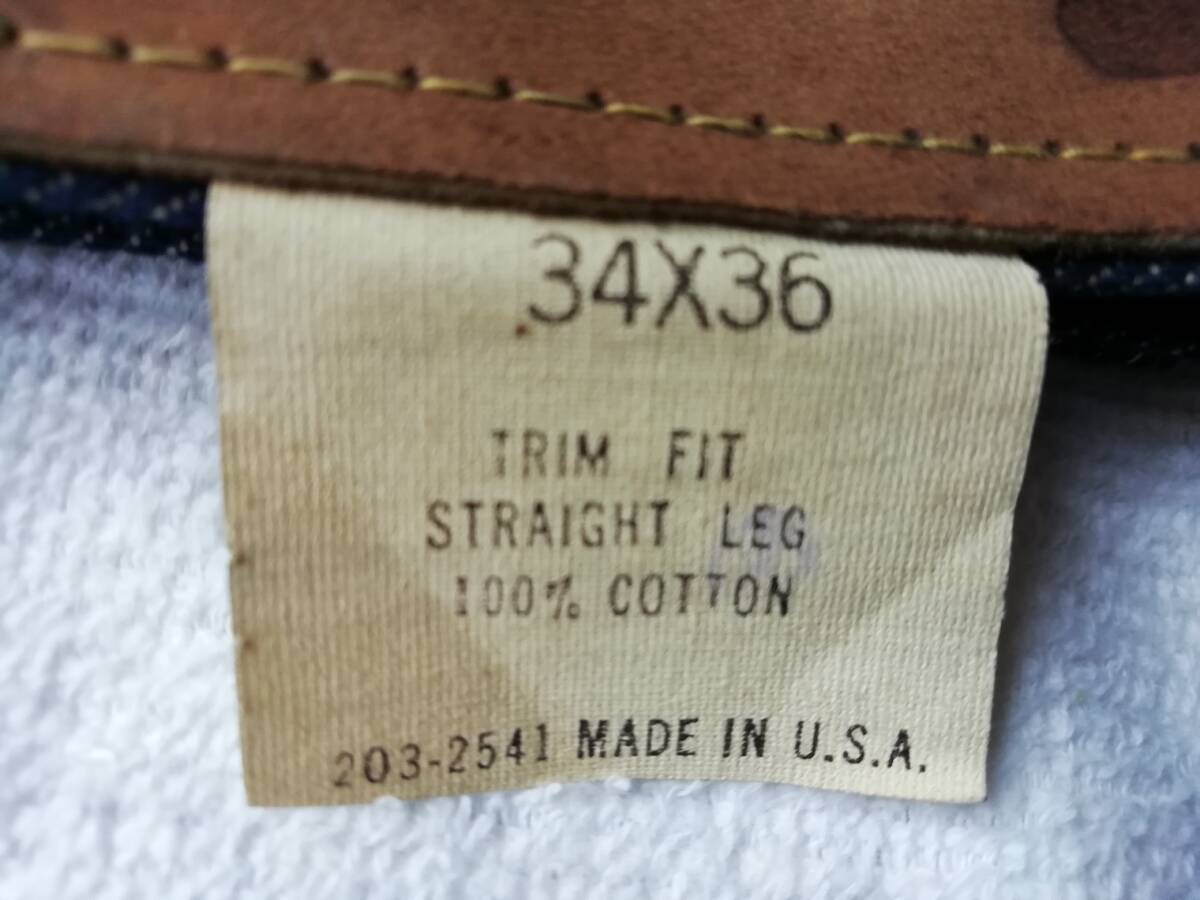 34X36
TRIM FIT
STRAIGHT LEG
100% COTTON
203-2541 MADE IN U.S.A.